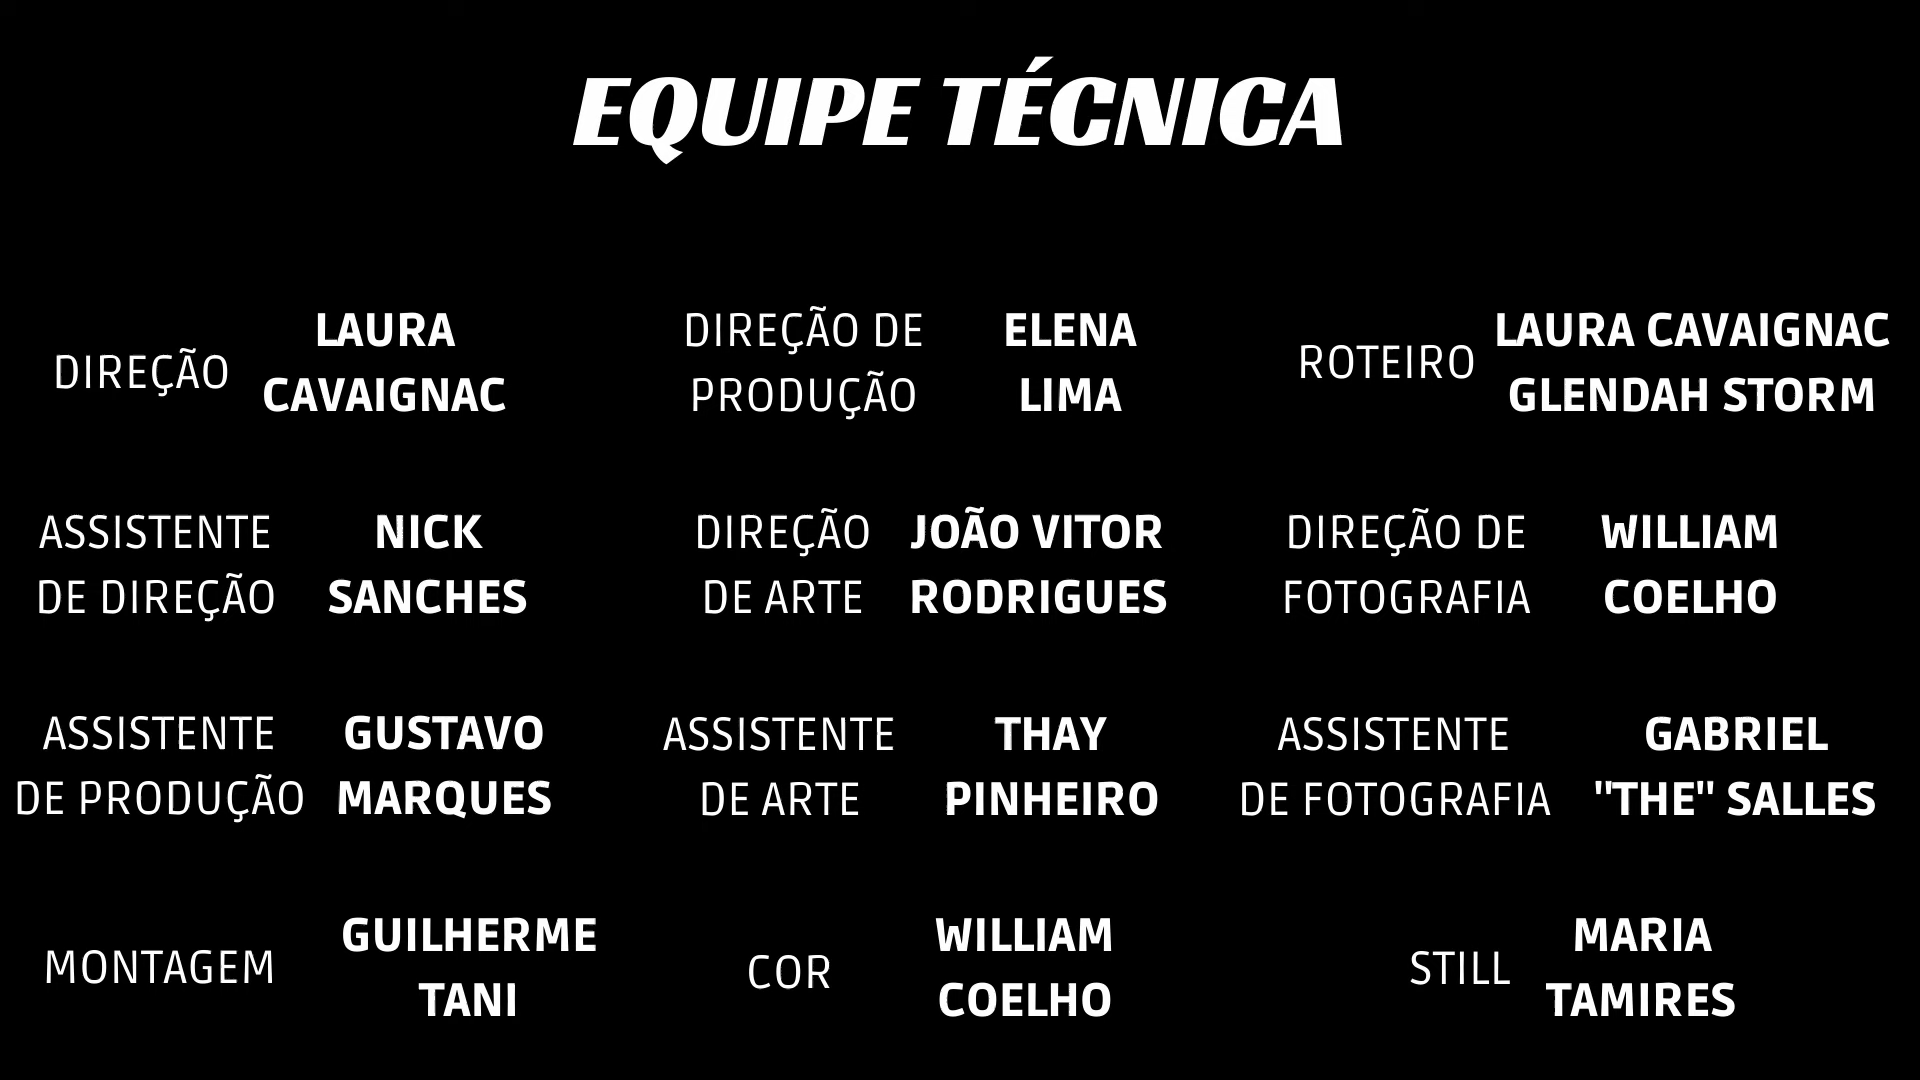 EQUIPE TÉCNICA
DIREÇÃO
LAURA
CAVAIGNAC
DIREÇÃO DE
PRODUÇÃO
ELENA
LIMA
ROTEIRO
LAURA CAVAIGNAC
GLENDAH STORM
ASSISTENTE
DE DIREÇÃO
NICK
SANCHES
DIREÇÃO
DE ARTE
JOÃO VITOR
RODRIGUES
DIREÇÃO DE
FOTOGRAFIA
WILLIAM
COELHO
ASSISTENTE
DE PRODUÇÃO
GUSTAVO
MARQUES
ASSISTENTE
DE ARTE
THAY
PINHEIRO
ASSISTENTE
DE FOTOGRAFIA
GABRIEL
"THE" SALLES
MONTAGEM
GUILHERME
TANI
COR
WILLIAM
COELHO
STILL
MARIA
TAMIRES